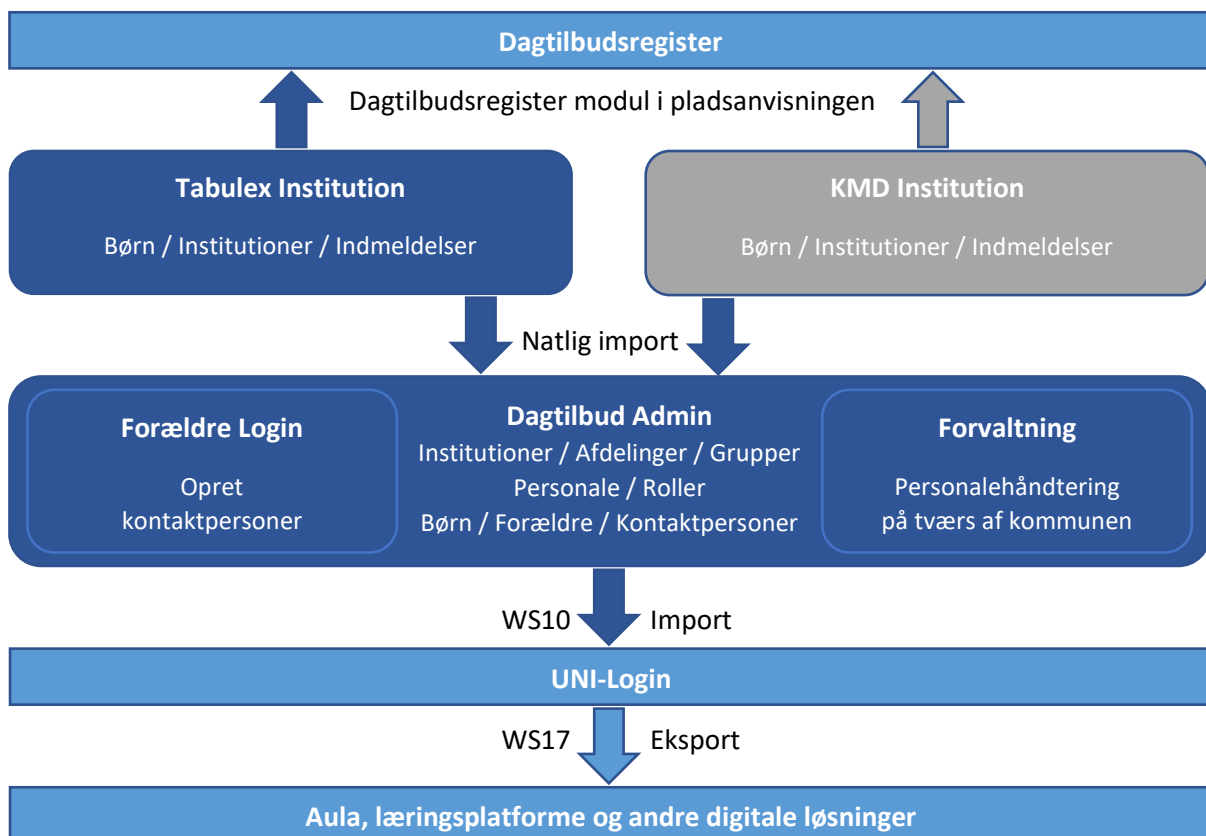 Dagtilbudsregister
Dagtilbudsregister modul i pladsanvisningen
Tabulex Institution
Børn / Institutioner / Indmeldelser
KMD Institution
Børn / Institutioner / Indmeldelser
Natlig import
Forældre Login
Opret
kontaktpersoner
Dagtilbud Admin
Institutioner / Afdelinger / Grupper
Personale / Roller
Børn / Forældre / Kontaktpersoner
Forvaltning
Personalehåndtering
på tværs af kommunen
WS10 Import
UNI-Login
WS17 Eksport
Aula, læringsplatforme og andre digitale løsninger